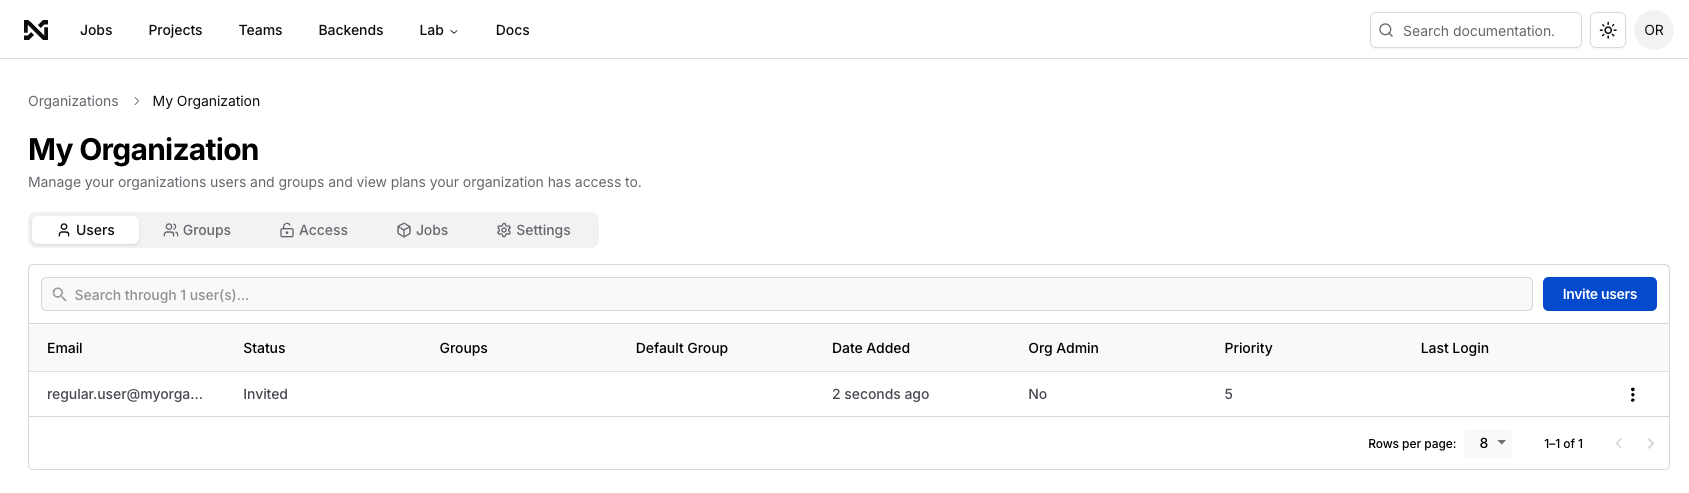 Jobs Projects Teams Backends Lab Docs Search documentation. OR
Organizations My Organization
My Organization
Manage your organizations users and groups and view plans your organization has access to.
Users Groups Access Jobs Settings
Search through 1 user(s)... Invite users
Email Status Groups Default Group Date Added Org Admin Priority Last Login
regular.user@myorga... Invited 2 seconds ago No 5
Rows per page: 8 1–1 of 1